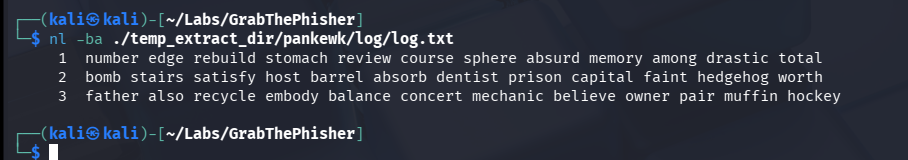 ┌──(kali㉿kali)-[~/Labs/GrabThePhisher]
└─$ nl -ba ./temp_extract_dir/pankewk/log/log.txt
     1  number edge rebuild stomach review course sphere absurd memory among drastic total
     2  bomb stairs satisfy host barrel absorb dentist prison capital faint hedgehog worth
     3  father also recycle embody balance concert mechanic believe owner pair muffin hockey
┌──(kali㉿kali)-[~/Labs/GrabThePhisher]
└─$